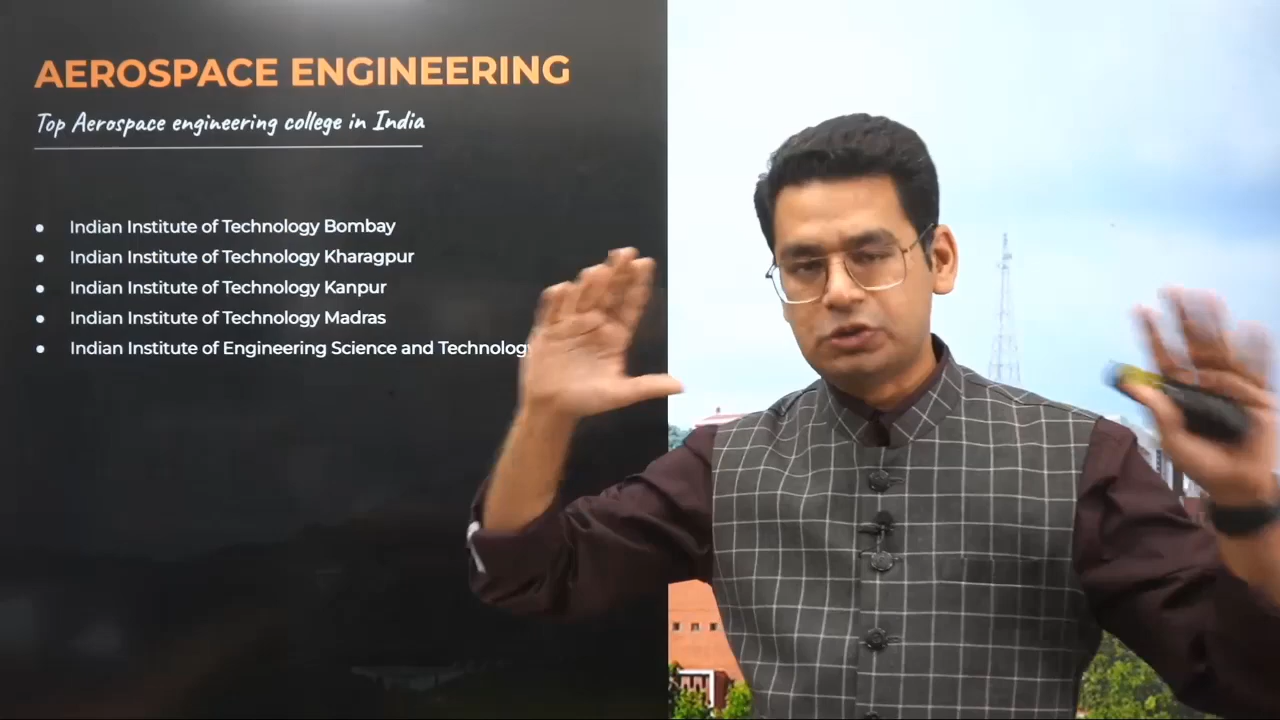 AEROSPACE ENGINEERING
Top Aerospace engineering college in India
Indian Institute of Technology Bombay
Indian Institute of Technology Kharagpur
Indian Institute of Technology Kanpur
Indian Institute of Technology Madras
Indian Institute of Engineering Science and Technology